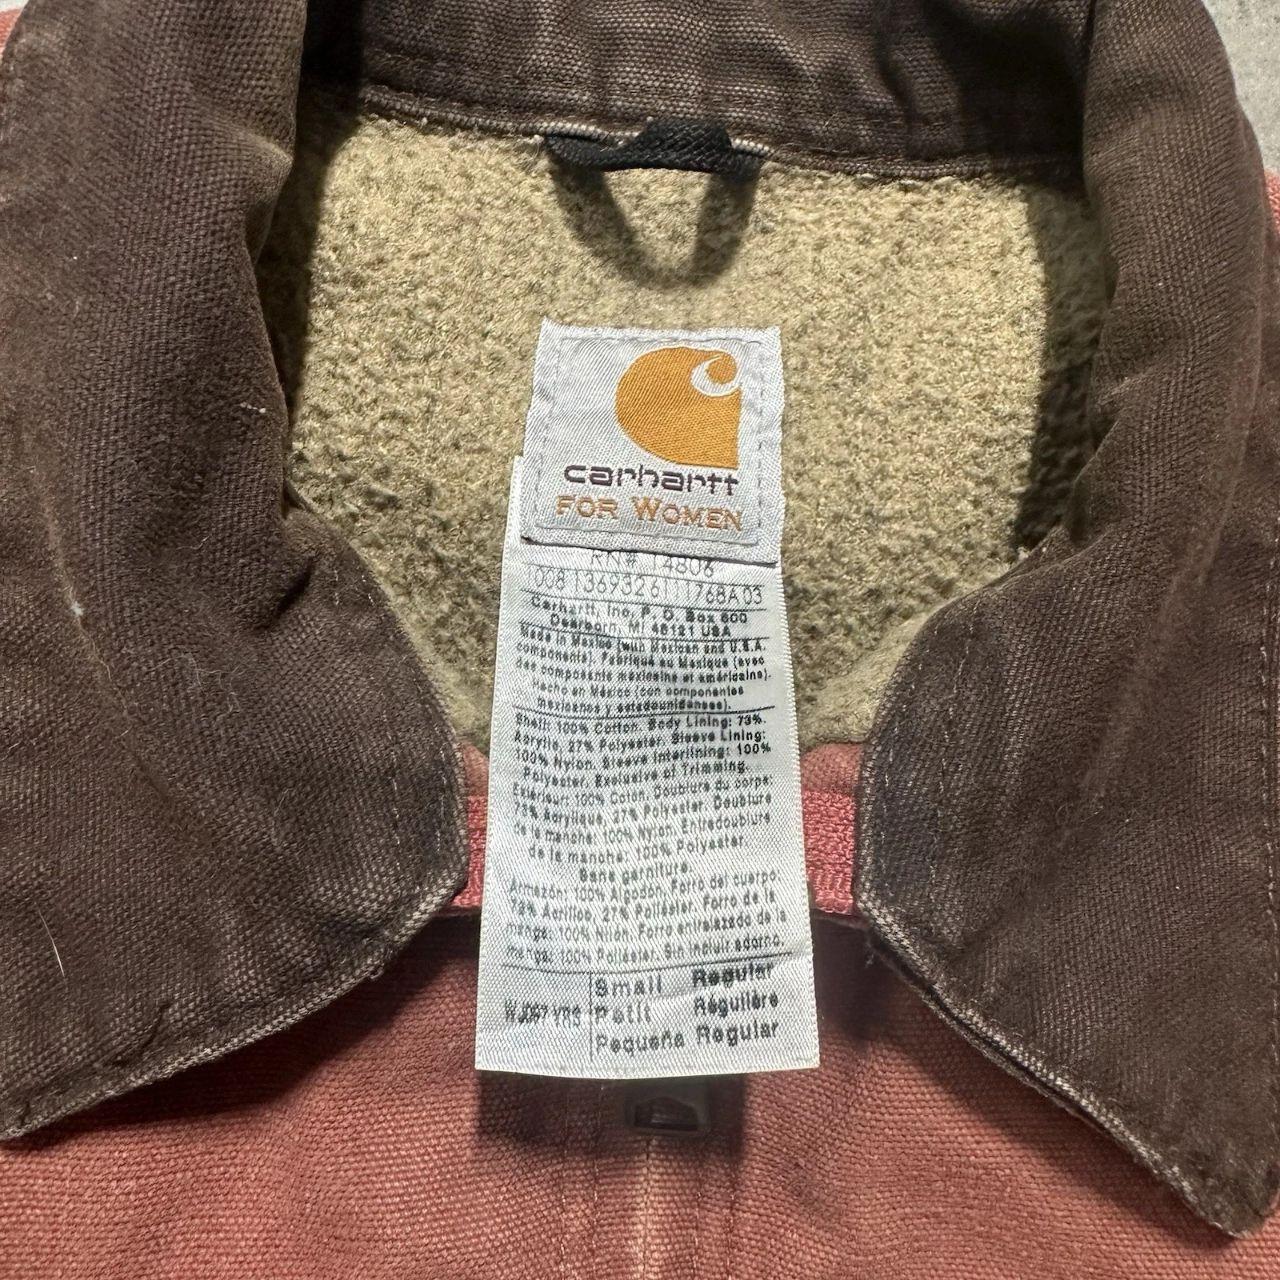 carhartt
FOR WOMEN
RN# 14806
1008 1369326111768A03
Carhartt, Inc. P. O. Box 600
Dearborn, MI 48121 USA
Made in Mexico (with Mexican and U.S.A.
components). Fabriqué au Mexique (avec
des composants mexicains et américains).
Hecho en México (con componentes
mexicanos y estadounidenses).
Shell: 100% Cotton. Body Lining: 73%
Acrylic, 27% Polyester. Sleeve Lining:
100% Nylon. Sleeve Interlining: 100%
Polyester. Exclusive of Trimming.
Extérieur: 100% Coton. Doublure du corps:
73% Acrylique, 27% Polyester. Doublure
de la manche: 100% Nylon. Entredoublure
de la manche: 100% Polyester.
Sans garniture.
Armazón: 100% Algodón. Forro del cuerpo:
73% Acrílico, 27% Poliéster. Forro de la
manga: 100% Nilón. Forro entrelazado de la
manga: 100% Poliéster. Sin incluir adorno.
Small Regular
Petit Régulière
Pequeña Regular